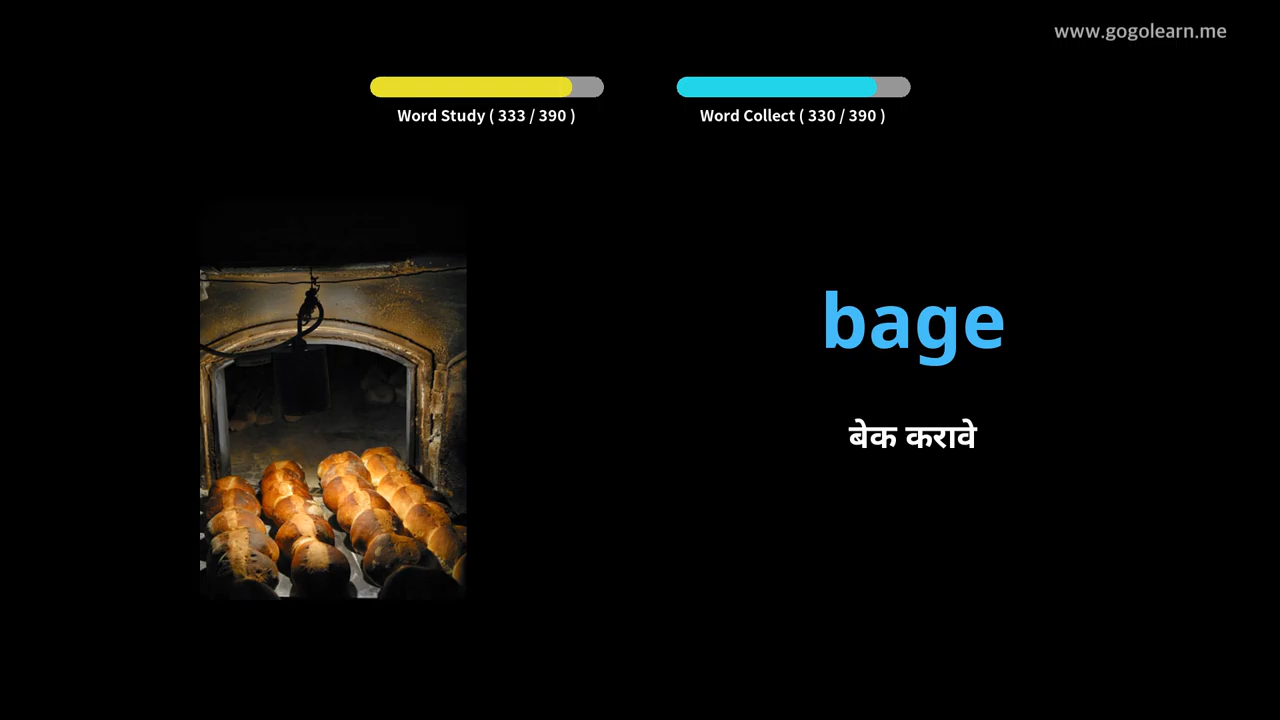 www.gogolearn.me
Word Study ( 333 / 390 )
Word Collect ( 330 / 390 )
bage
बेक करावे